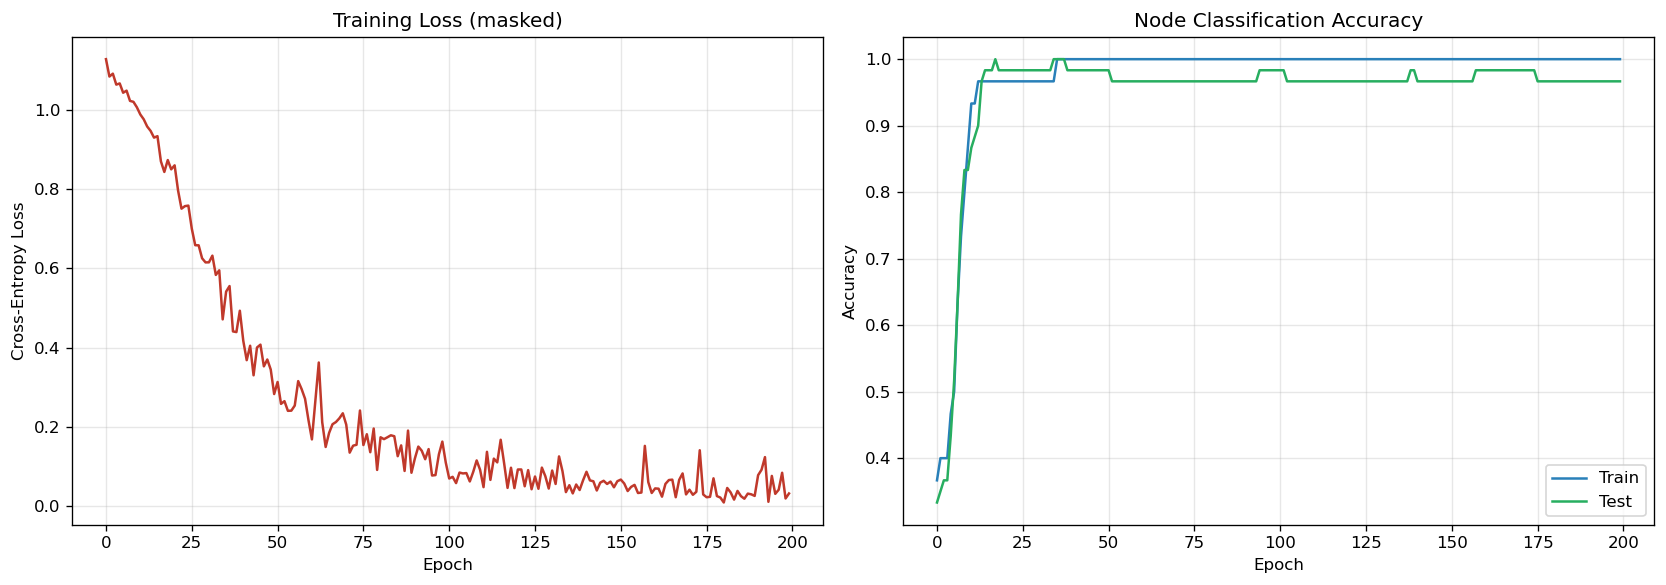 Training Loss (masked)
Cross-Entropy Loss
1.0
0.8
0.6
0.4
0.2
0.0
0 25 50 75 100 125 150 175 200
Epoch
Node Classification Accuracy
Accuracy
1.0
0.9
0.8
0.7
0.6
0.5
0.4
0 25 50 75 100 125 150 175 200
Epoch
Train
Test